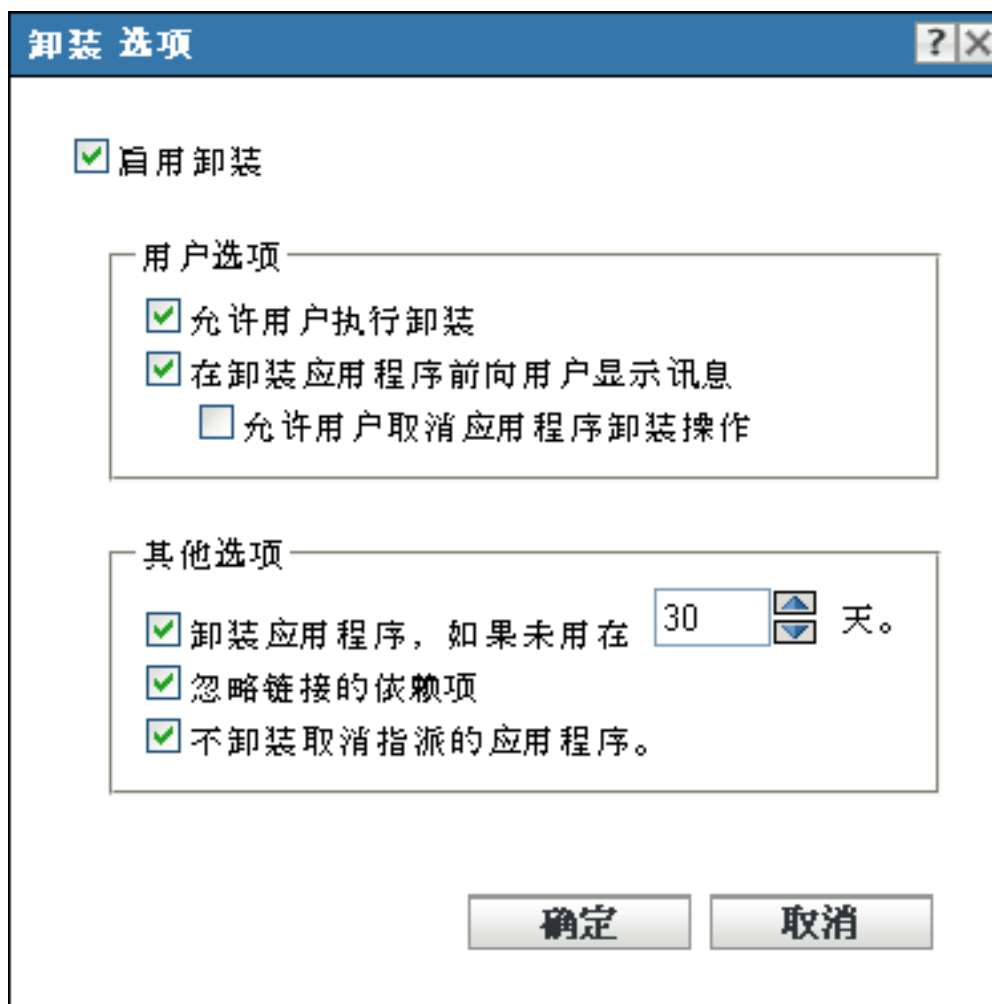 卸装 选项
?
启用卸装
用户选项
允许用户执行卸装
在卸装应用程序前向用户显示讯息
允许用户取消应用程序卸装操作
其他选项
卸装应用程序，如果未用在 30 天。
忽略链接的依赖项
不卸装取消指派的应用程序。
确定 取消